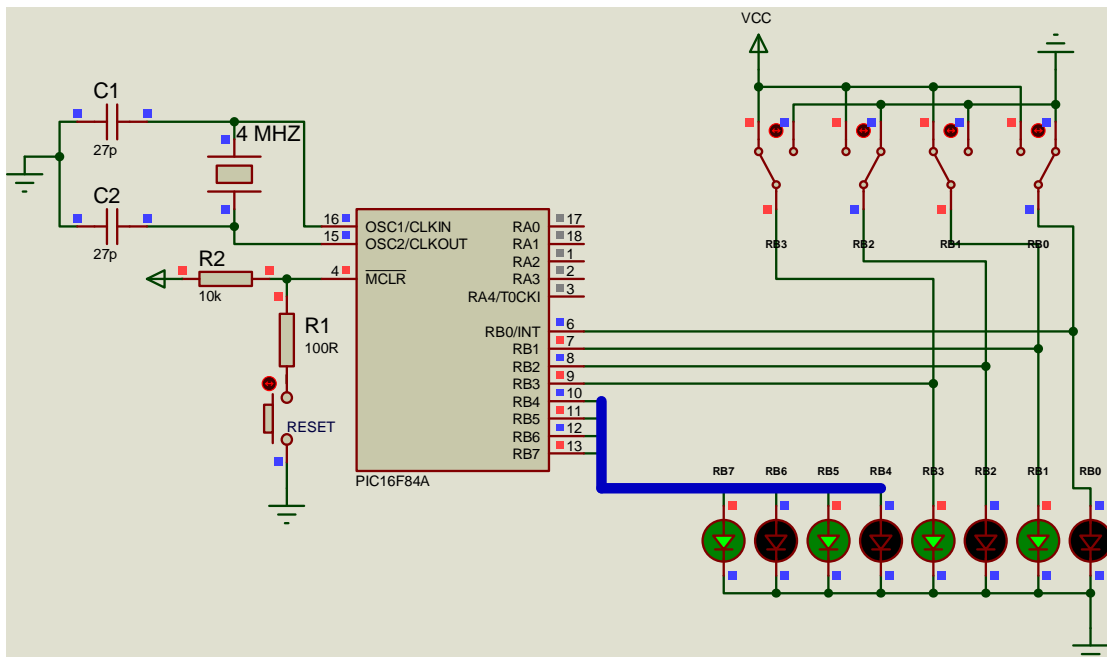 VCC
C1
27p
4 MHZ
C2
27p
R2
10k
R1
100R
RESET
16
OSC1/CLKIN
15
OSC2/CLKOUT
4
MCLR
RA0
17
RA1
18
RA2
1
RA3
2
RA4/T0CKI
3
RB0/INT
6
RB1
7
RB2
8
RB3
9
RB4
10
RB5
11
RB6
12
RB7
13
PIC16F84A
RB3
RB2
RB1
RB0
RB7
RB6
RB5
RB4
RB3
RB2
RB1
RB0